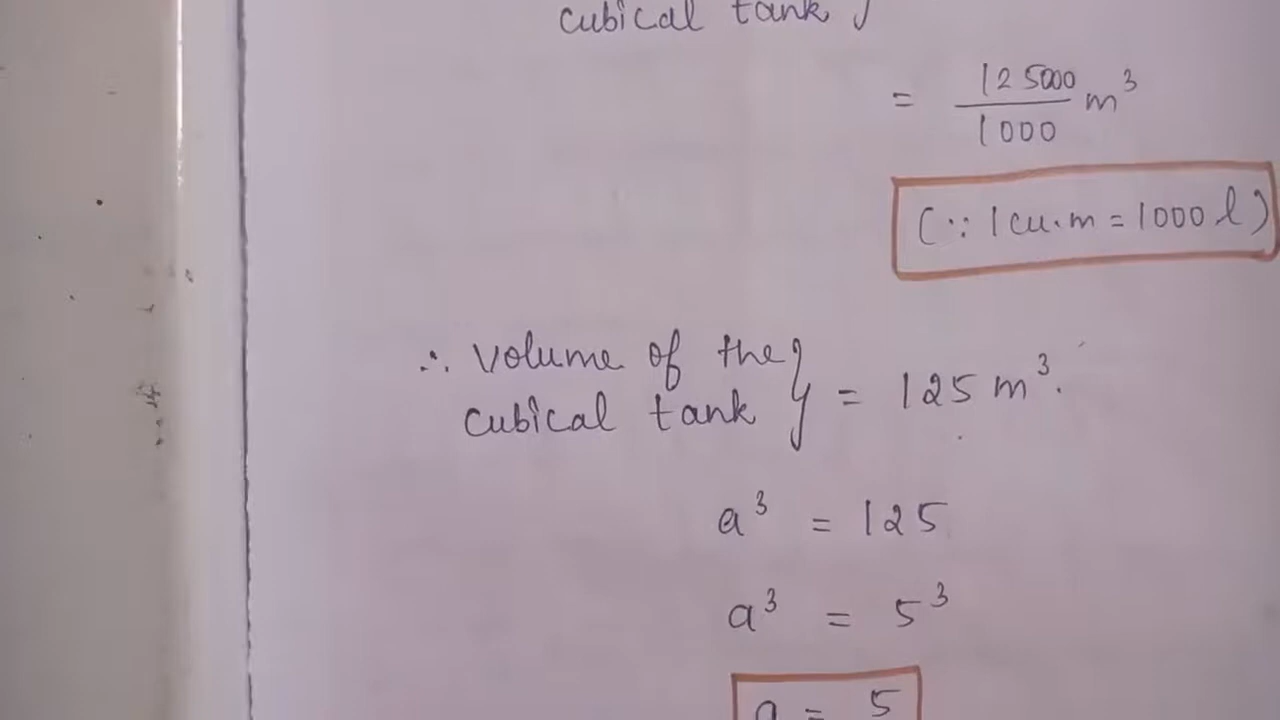 cubical tank }
= 125000/1000 m³
(∵ 1 cu.m = 1000 l)
∴ volume of the
cubical tank } = 125 m³.
a³ = 125
a³ = 5³
a = 5